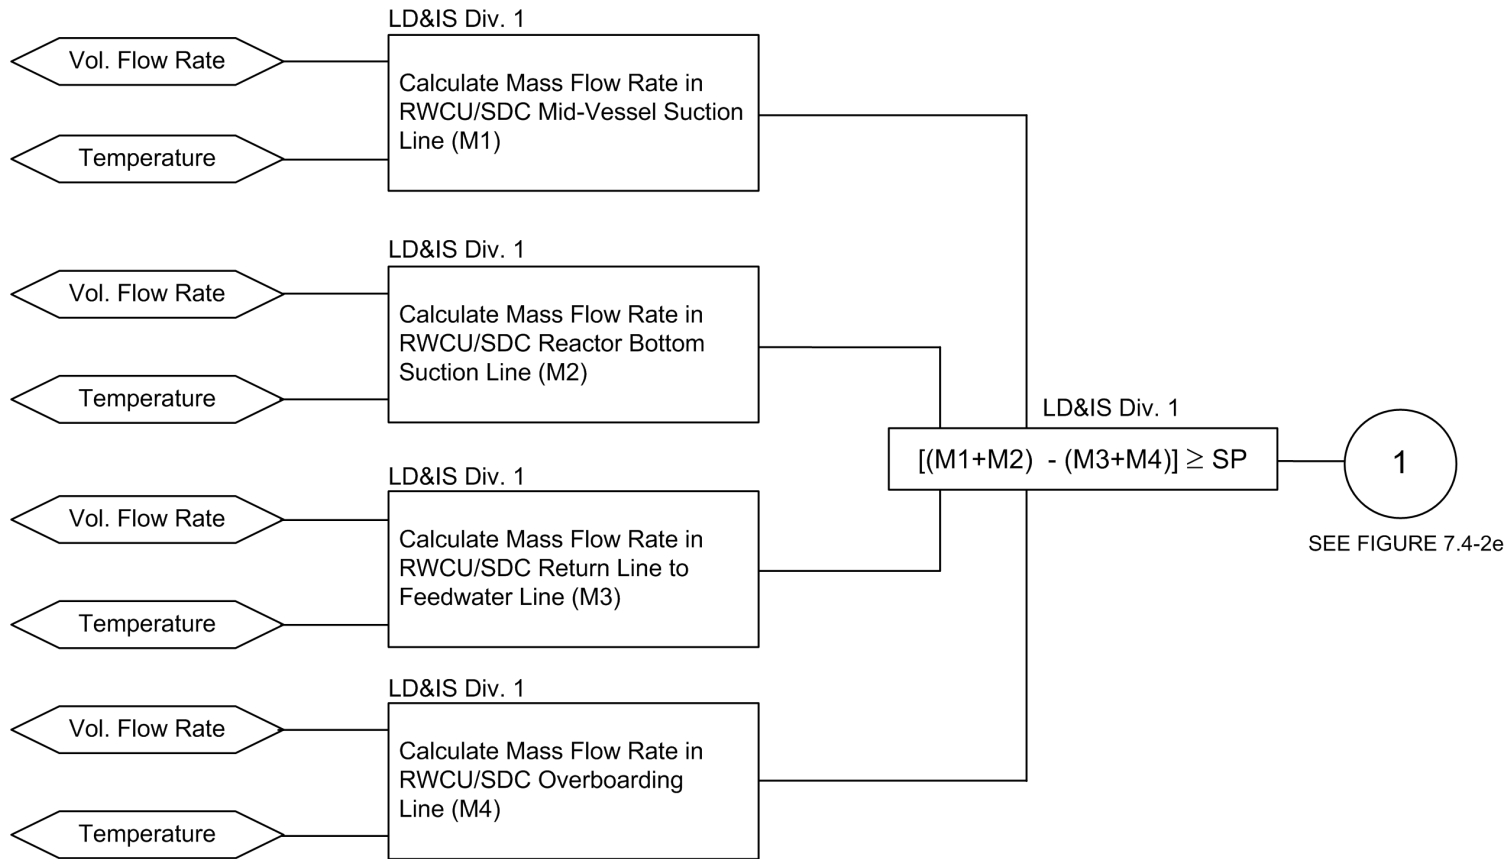 LD&IS Div. 1
Vol. Flow Rate
Temperature
Calculate Mass Flow Rate in
RWCU/SDC Mid-Vessel Suction
Line (M1)
LD&IS Div. 1
Vol. Flow Rate
Temperature
Calculate Mass Flow Rate in
RWCU/SDC Reactor Bottom
Suction Line (M2)
LD&IS Div. 1
Vol. Flow Rate
Temperature
Calculate Mass Flow Rate in
RWCU/SDC Return Line to
Feedwater Line (M3)
LD&IS Div. 1
Vol. Flow Rate
Temperature
Calculate Mass Flow Rate in
RWCU/SDC Overboarding
Line (M4)
LD&IS Div. 1
[(M1+M2) - (M3+M4)] ≥ SP
1
SEE FIGURE 7.4-2e